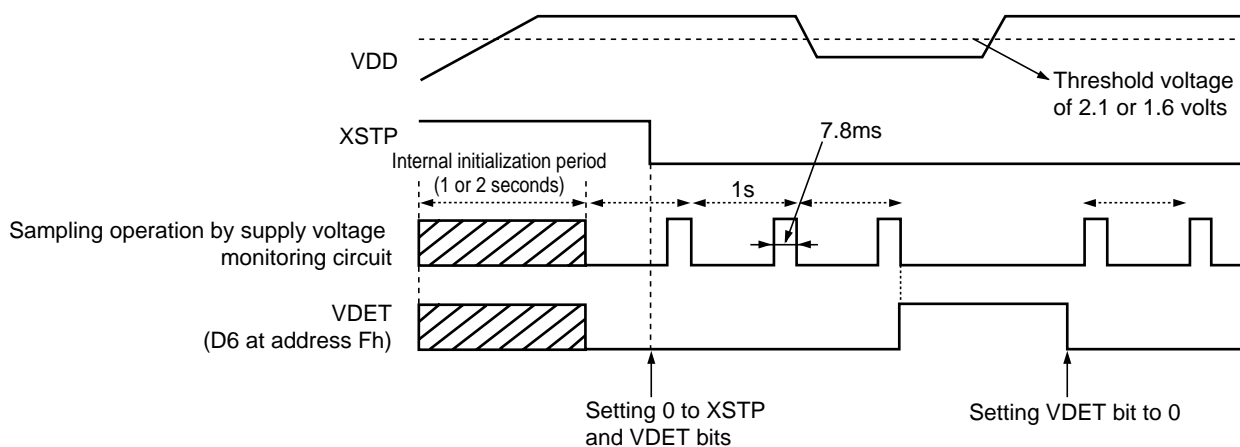 VDD
Threshold voltage
of 2.1 or 1.6 volts
XSTP
7.8ms
Internal initialization period
(1 or 2 seconds)
1s
Sampling operation by supply voltage
monitoring circuit
VDET
(D6 at address Fh)
Setting 0 to XSTP
and VDET bits
Setting VDET bit to 0